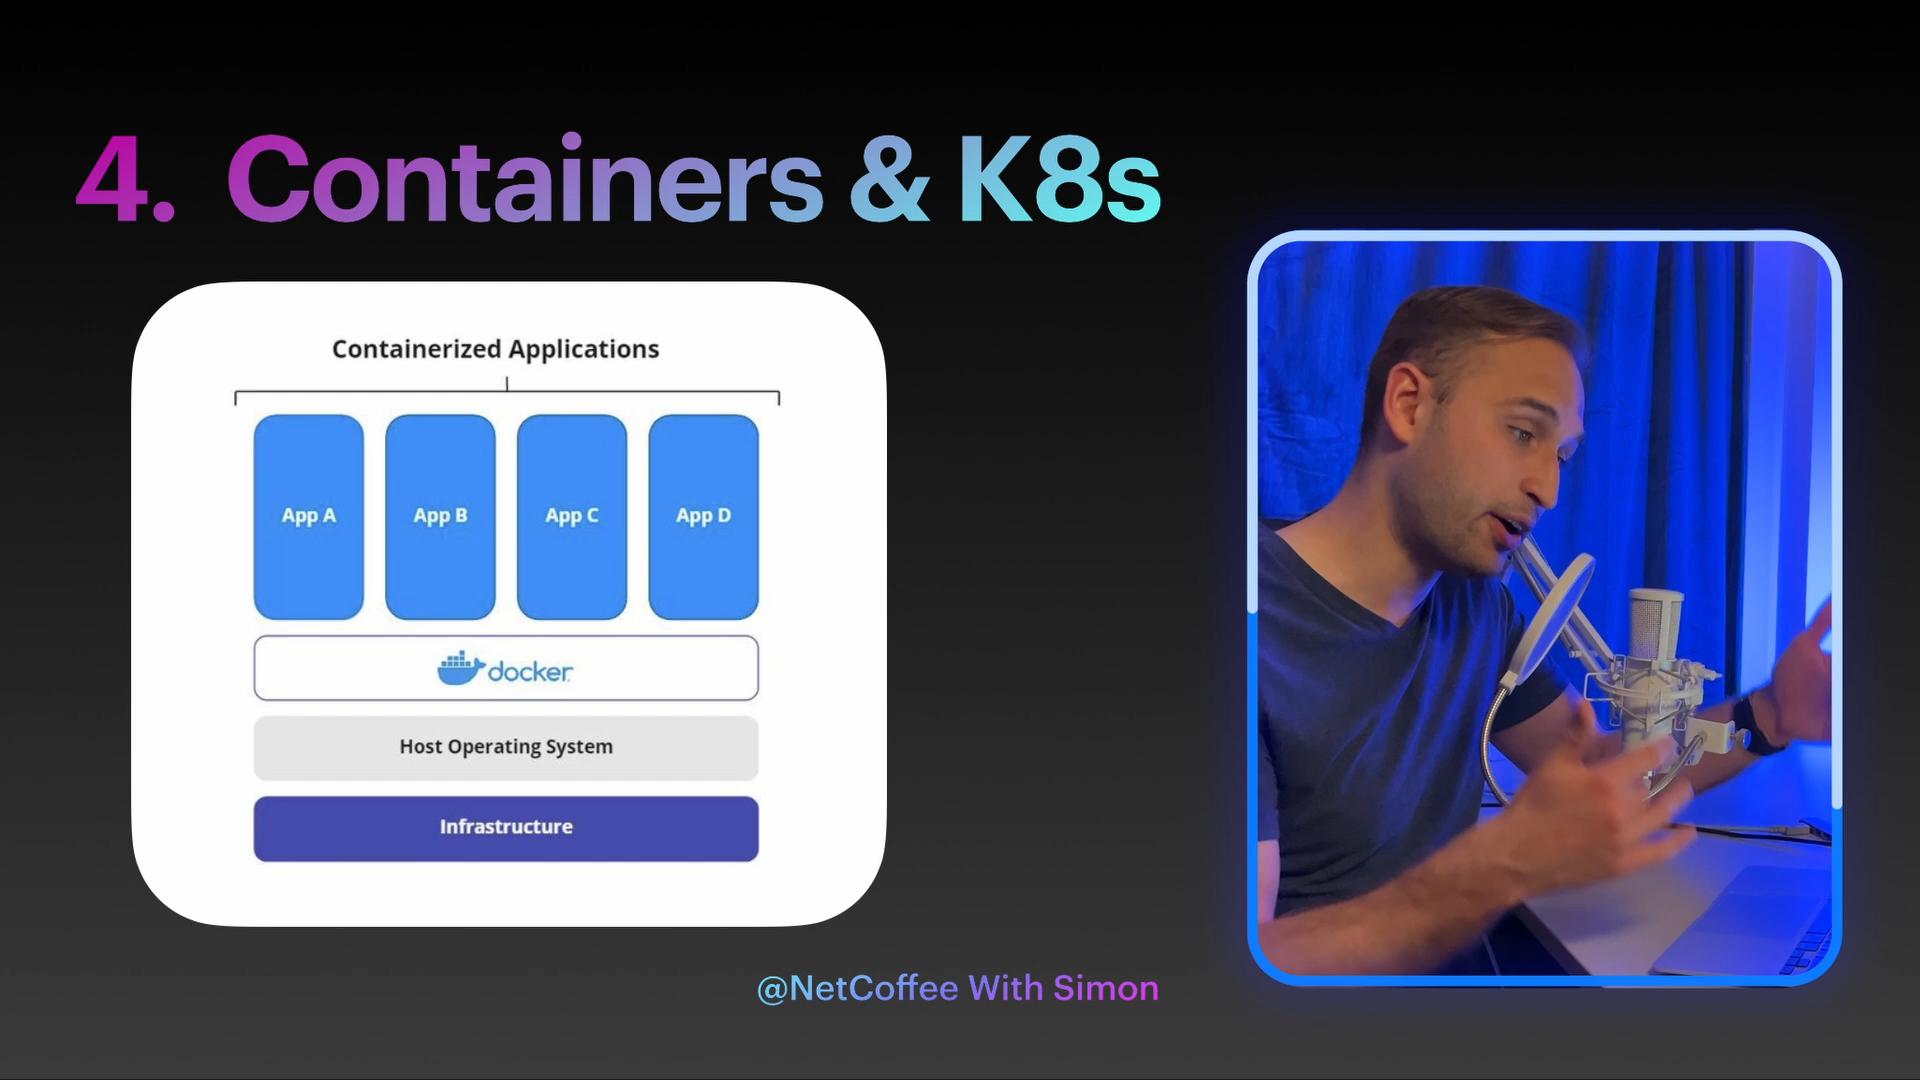 4. Containers & K8s
Containerized Applications
App A
App B
App C
App D
docker
Host Operating System
Infrastructure
@NetCoffee With Simon